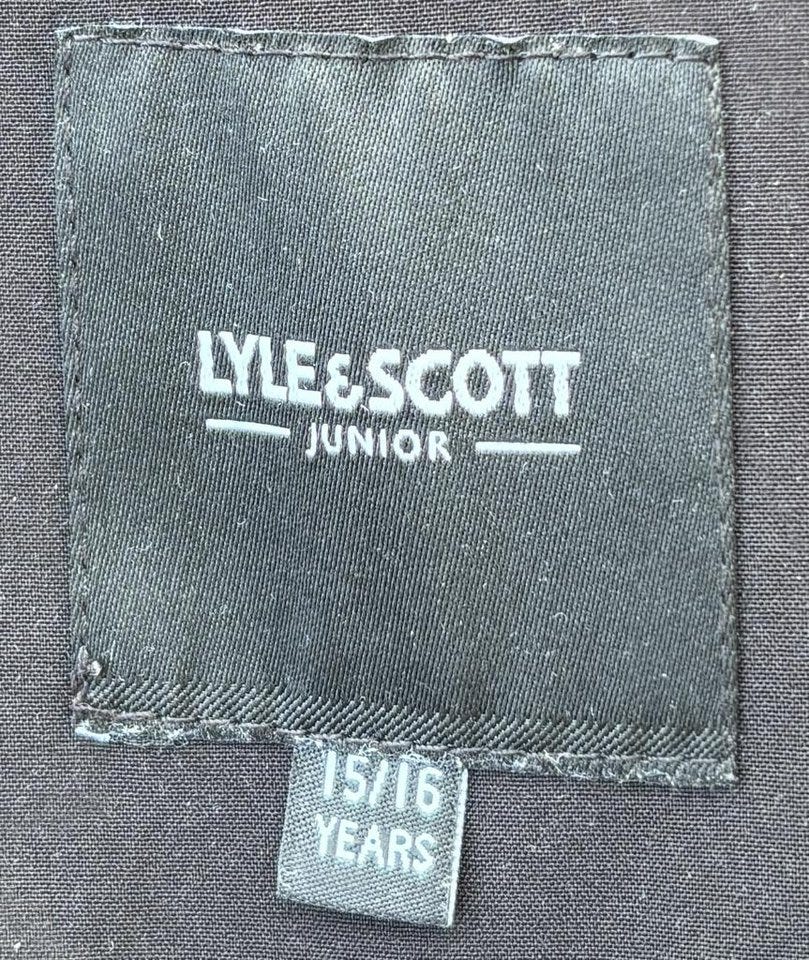 LYLE&SCOTT
JUNIOR
15/16
YEARS